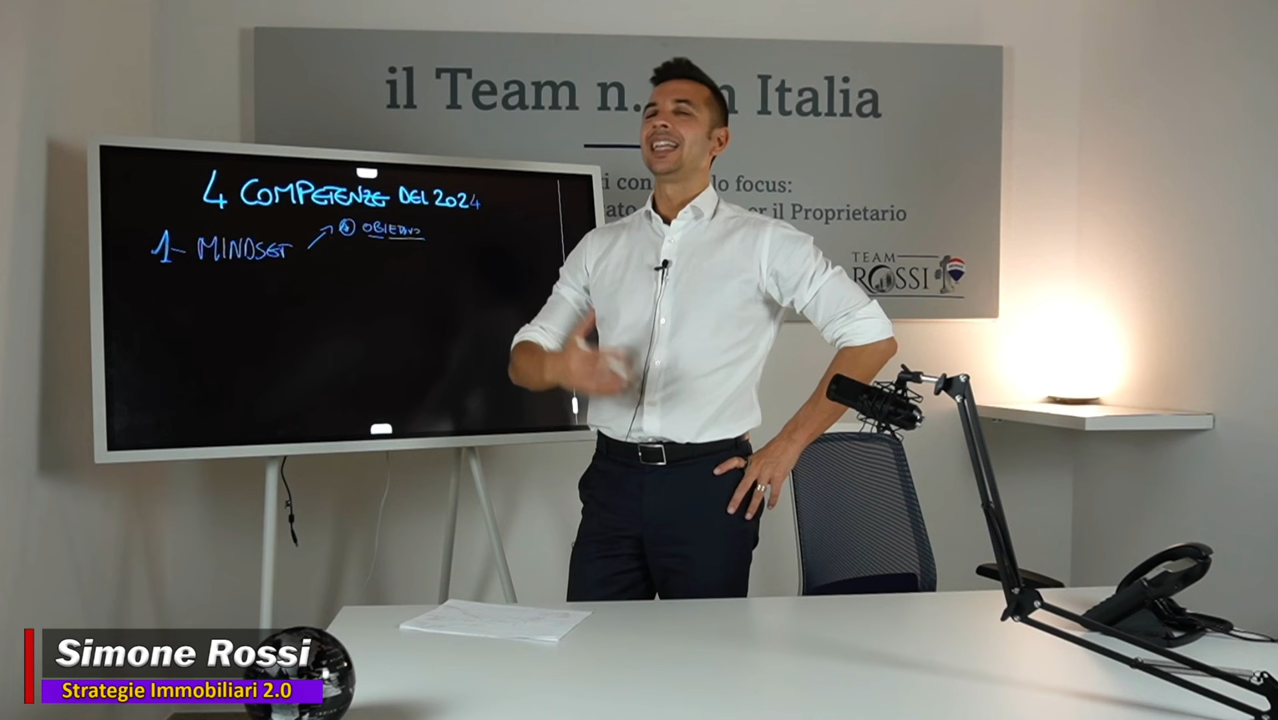 il Team n. Italia
4 COMPETENZE DEL 2024
1- MINDSET
focus:
per il Proprietario
TEAM
ROSSI
Simone Rossi
Strategie Immobiliari 2.0